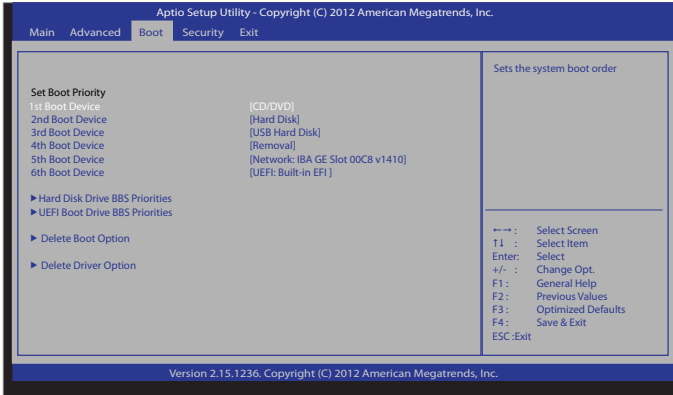 Aptio Setup Utility - Copyright (C) 2012 American Megatrends, Inc.
Main Advanced Boot Security Exit
Set Boot Priority
1st Boot Device [CD/DVD]
2nd Boot Device [Hard Disk]
3rd Boot Device [USB Hard Disk]
4th Boot Device [Removal]
5th Boot Device [Network: IBA GE Slot 00C8 v1410]
6th Boot Device [UEFI: Built-in EFI ]
►Hard Disk Drive BBS Priorities
►UEFI Boot Drive BBS Priorities
► Delete Boot Option
► Delete Driver Option
Sets the system boot order
←→ : Select Screen
↑↓ : Select Item
Enter: Select
+/- : Change Opt.
F1 : General Help
F2 : Previous Values
F3 : Optimized Defaults
F4 : Save & Exit
ESC :Exit
Version 2.15.1236. Copyright (C) 2012 American Megatrends, Inc.